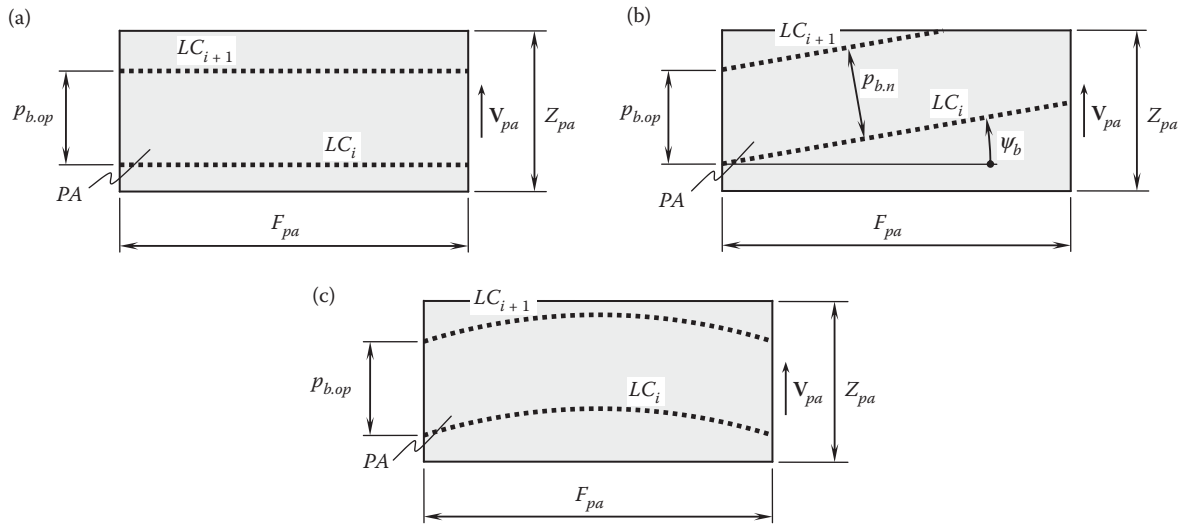 (a)
LC_{i+1}
p_{b.op}
V_{pa}
Z_{pa}
LC_i
PA
F_{pa}
(b)
LC_{i+1}
p_{b.n}
p_{b.op}
LC_i
V_{pa}
Z_{pa}
ψ_b
PA
F_{pa}
(c)
LC_{i+1}
p_{b.op}
LC_i
V_{pa}
Z_{pa}
PA
F_{pa}